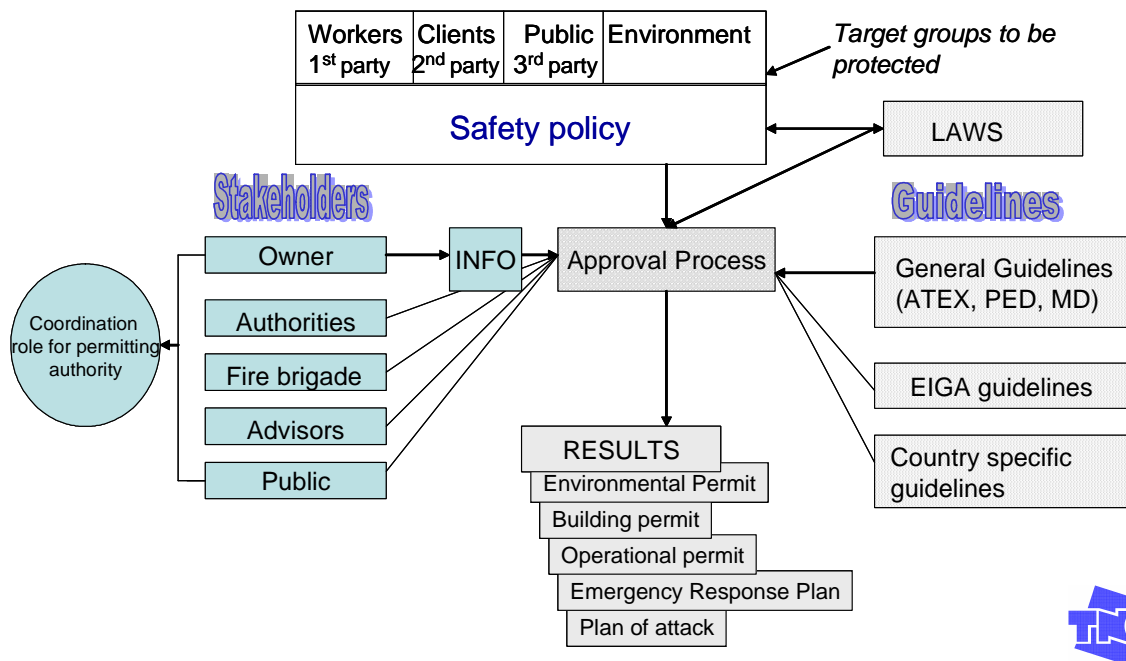 Workers Clients Public Environment
1st party 2nd party 3rd party
Target groups to be
protected
Safety policy
LAWS
Stakeholders
Guidelines
Owner
INFO
Approval Process
General Guidelines
(ATEX, PED, MD)
Coordination
role for permitting
authority
Authorities
Fire brigade
EIGA guidelines
Advisors
Public
RESULTS
Country specific
guidelines
Environmental Permit
Building permit
Operational permit
Emergency Response Plan
Plan of attack